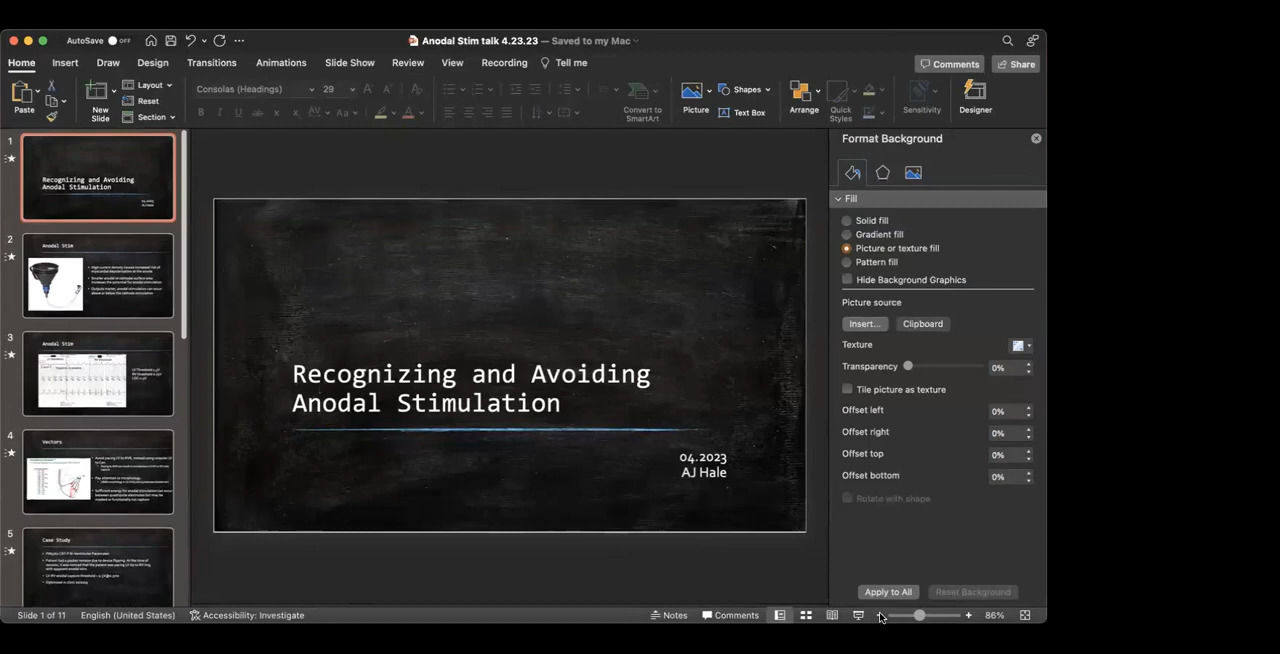 AutoSave OFF
Anodal Stim talk 4.23.23 — Saved to my Mac
Home Insert Draw Design Transitions Animations Slide Show Review View Recording Tell me
Comments Share
Paste
New Slide
Layout
Reset
Section
Consolas (Headings) 29
Convert to SmartArt
Picture
Shapes
Text Box
Arrange
Quick Styles
Sensitivity
Designer
1
Recognizing and Avoiding
Anodal Stimulation
04.2023
AJ Hale
2
Anodal Stim
3
Anodal Stim
4
Vectors
5
Case Study
Recognizing and Avoiding
Anodal Stimulation
04.2023
AJ Hale
Format Background
Fill
Solid fill
Gradient fill
Picture or texture fill
Pattern fill
Hide Background Graphics
Picture source
Insert... Clipboard
Texture
Transparency 0%
Tile picture as texture
Offset left 0%
Offset right 0%
Offset top 0%
Offset bottom 0%
Rotate with shape
Apply to All Reset Background
Slide 1 of 11 English (United States) Accessibility: Investigate Notes Comments 86%